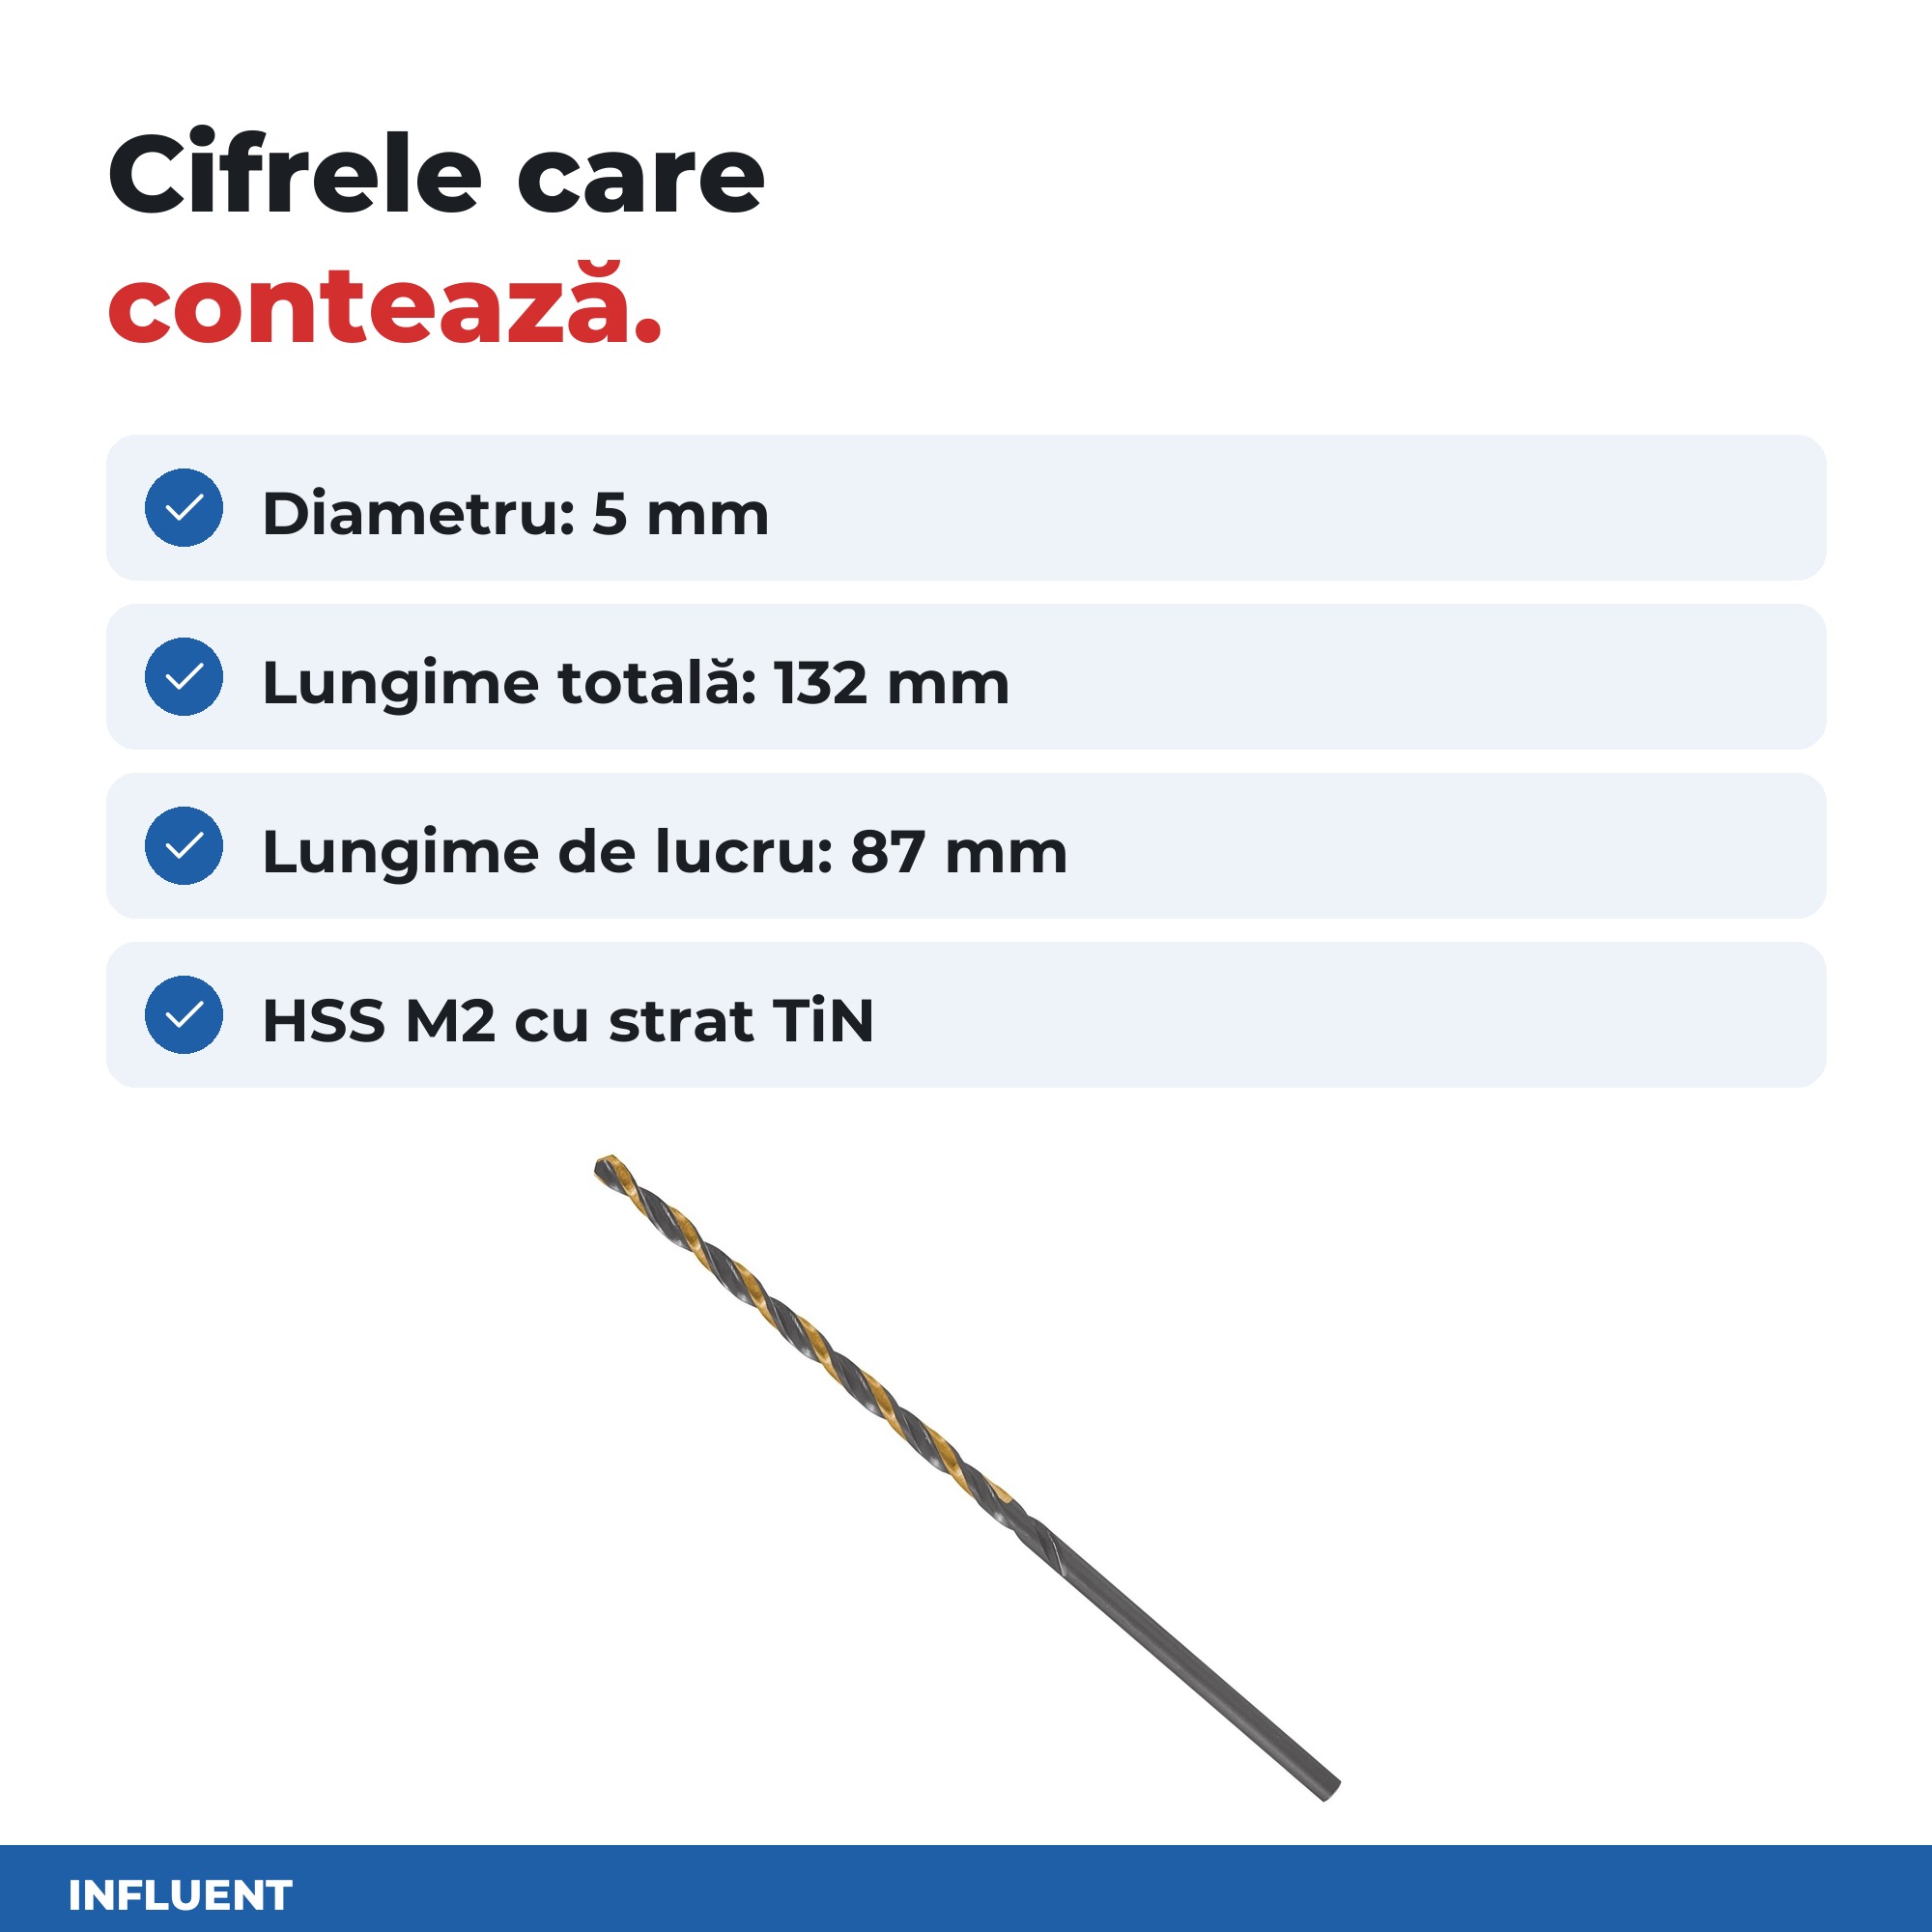 Cifrele care
contează.
Diametru: 5 mm
Lungime totală: 132 mm
Lungime de lucru: 87 mm
HSS M2 cu strat TiN
INFLUENT